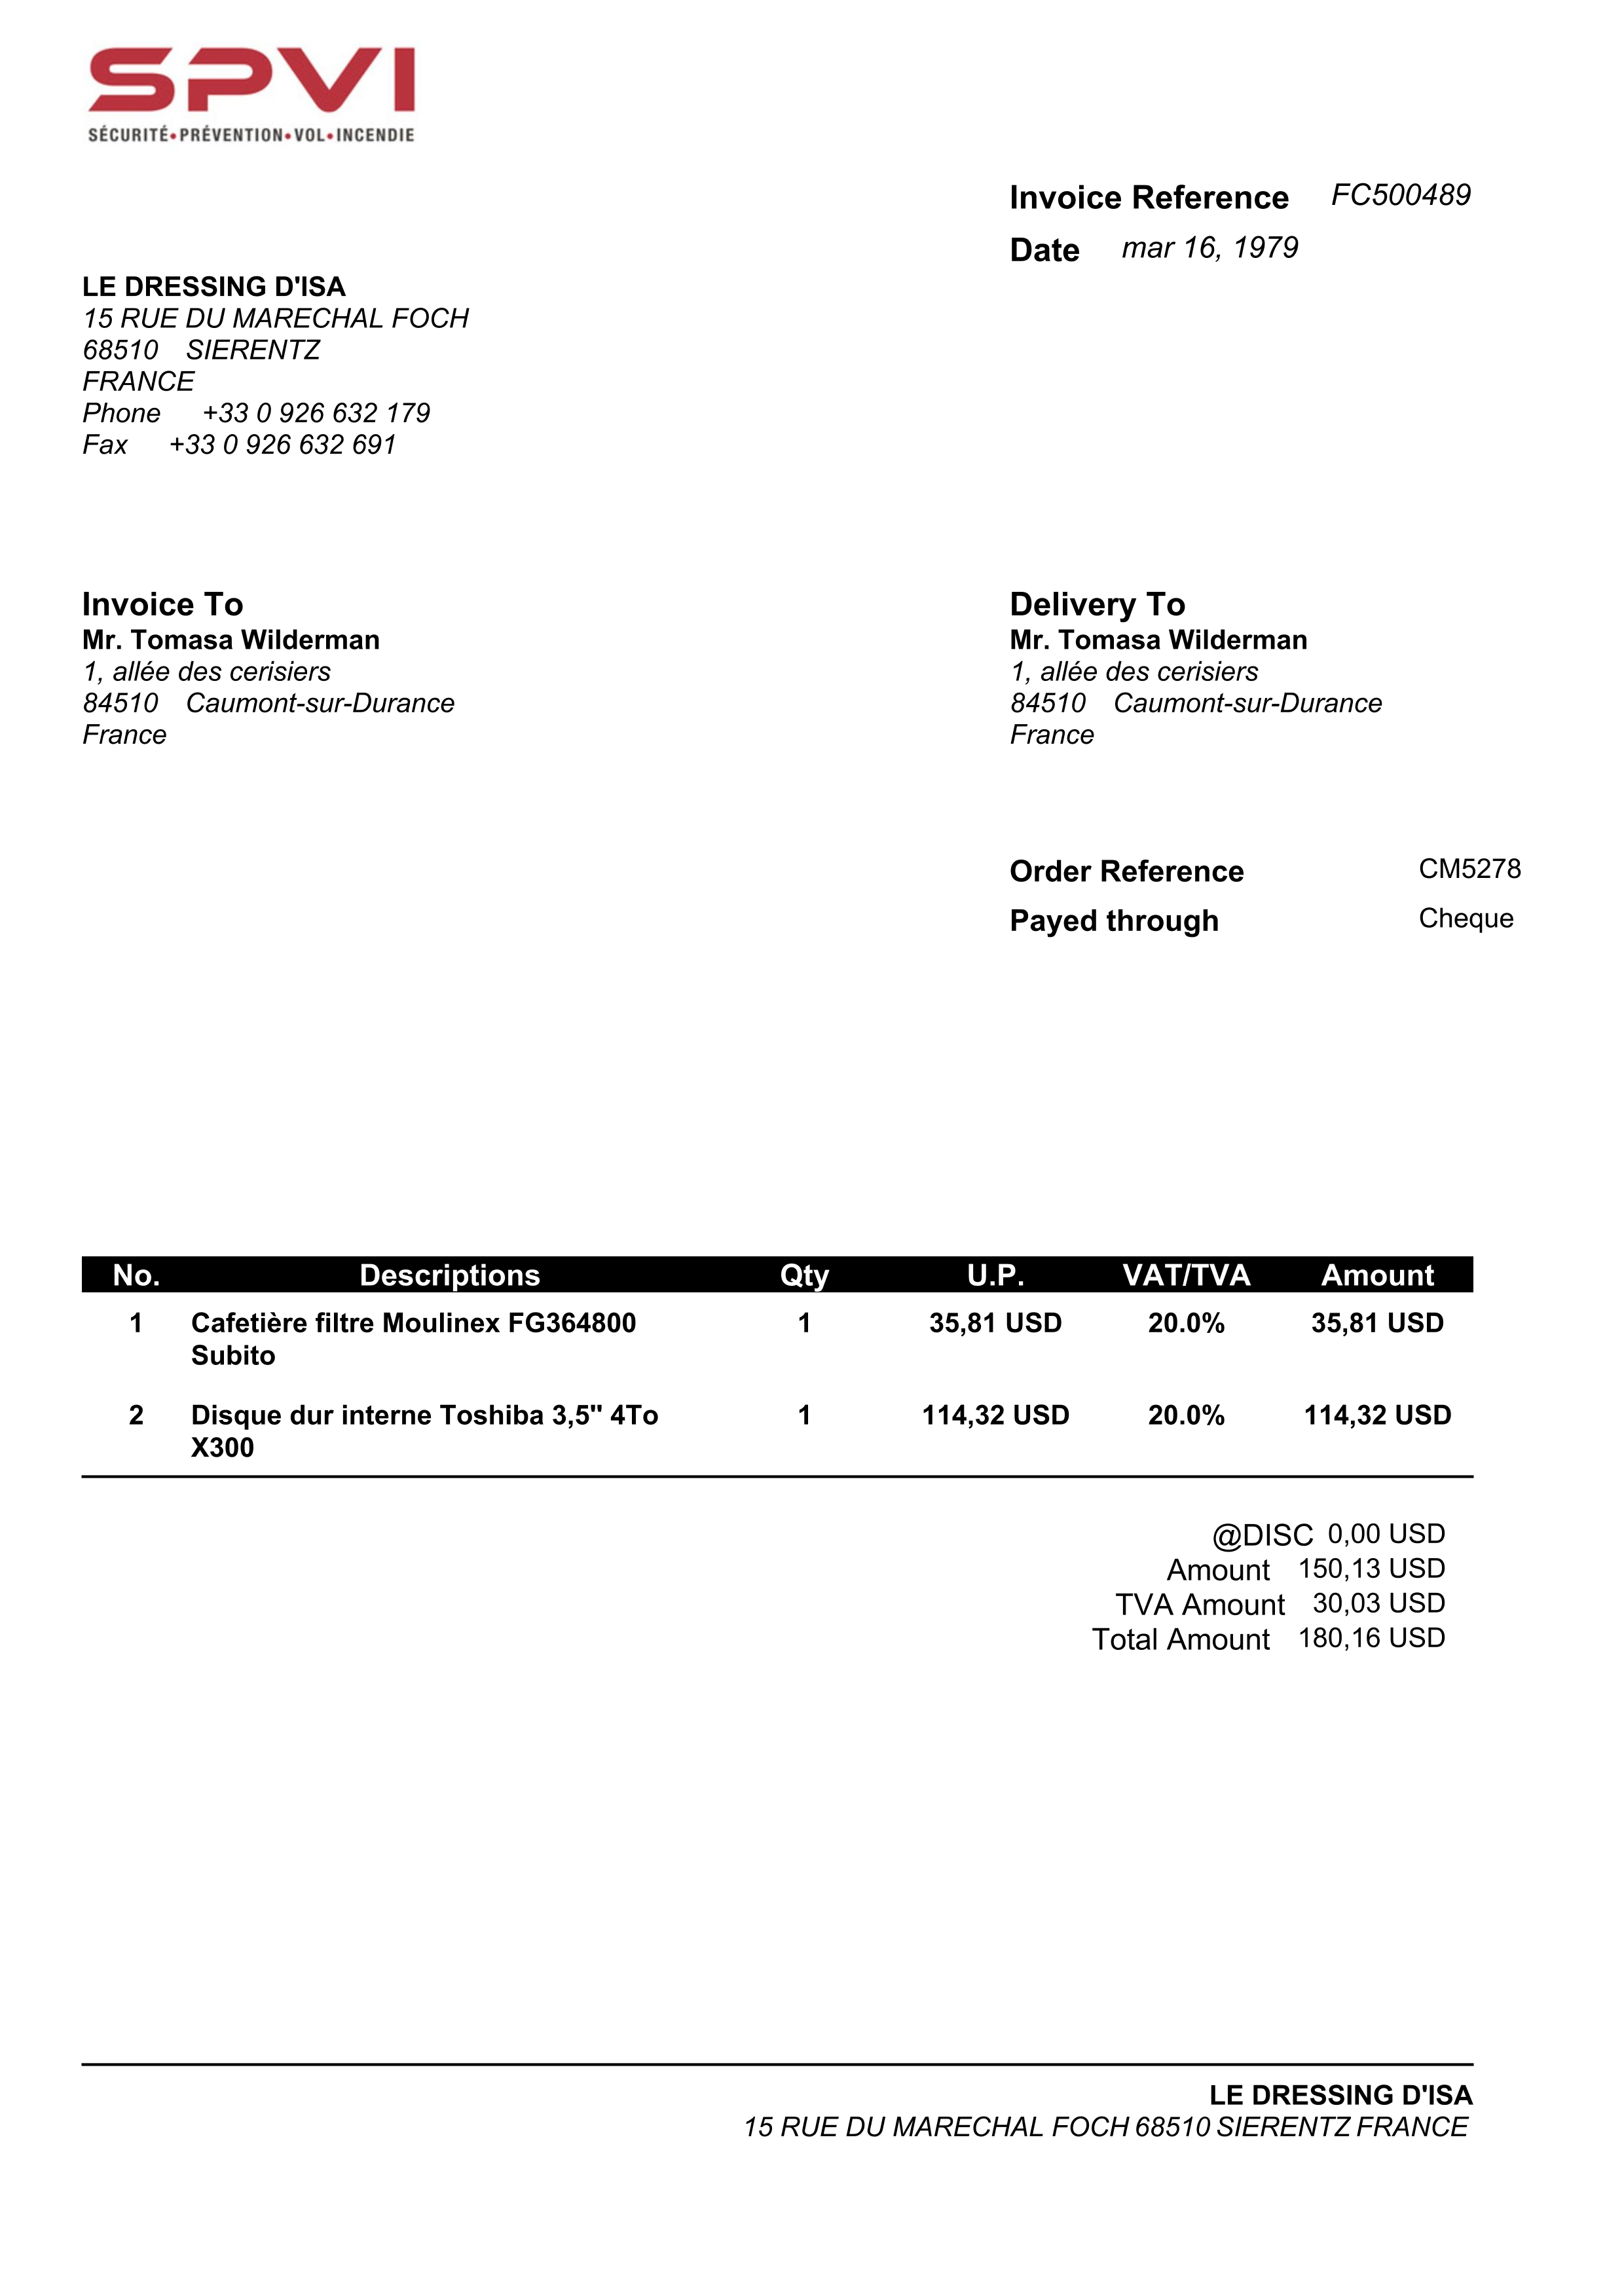 SPVI
SÉCURITÉ•PRÉVENTION•VOL•INCENDIE
Invoice Reference FC500489
Date mar 16, 1979
LE DRESSING D'ISA
15 RUE DU MARECHAL FOCH
68510 SIERENTZ
FRANCE
Phone +33 0 926 632 179
Fax +33 0 926 632 691
Invoice To
Mr. Tomasa Wilderman
1, allée des cerisiers
84510 Caumont-sur-Durance
France
Delivery To
Mr. Tomasa Wilderman
1, allée des cerisiers
84510 Caumont-sur-Durance
France
Order Reference CM5278
Payed through Cheque
No. Descriptions Qty U.P. VAT/TVA Amount
1 Cafetière filtre Moulinex FG364800 1 35,81 USD 20.0% 35,81 USD
Subito
2 Disque dur interne Toshiba 3,5" 4To 1 114,32 USD 20.0% 114,32 USD
X300
@DISC 0,00 USD
Amount 150,13 USD
TVA Amount 30,03 USD
Total Amount 180,16 USD
LE DRESSING D'ISA
15 RUE DU MARECHAL FOCH 68510 SIERENTZ FRANCE